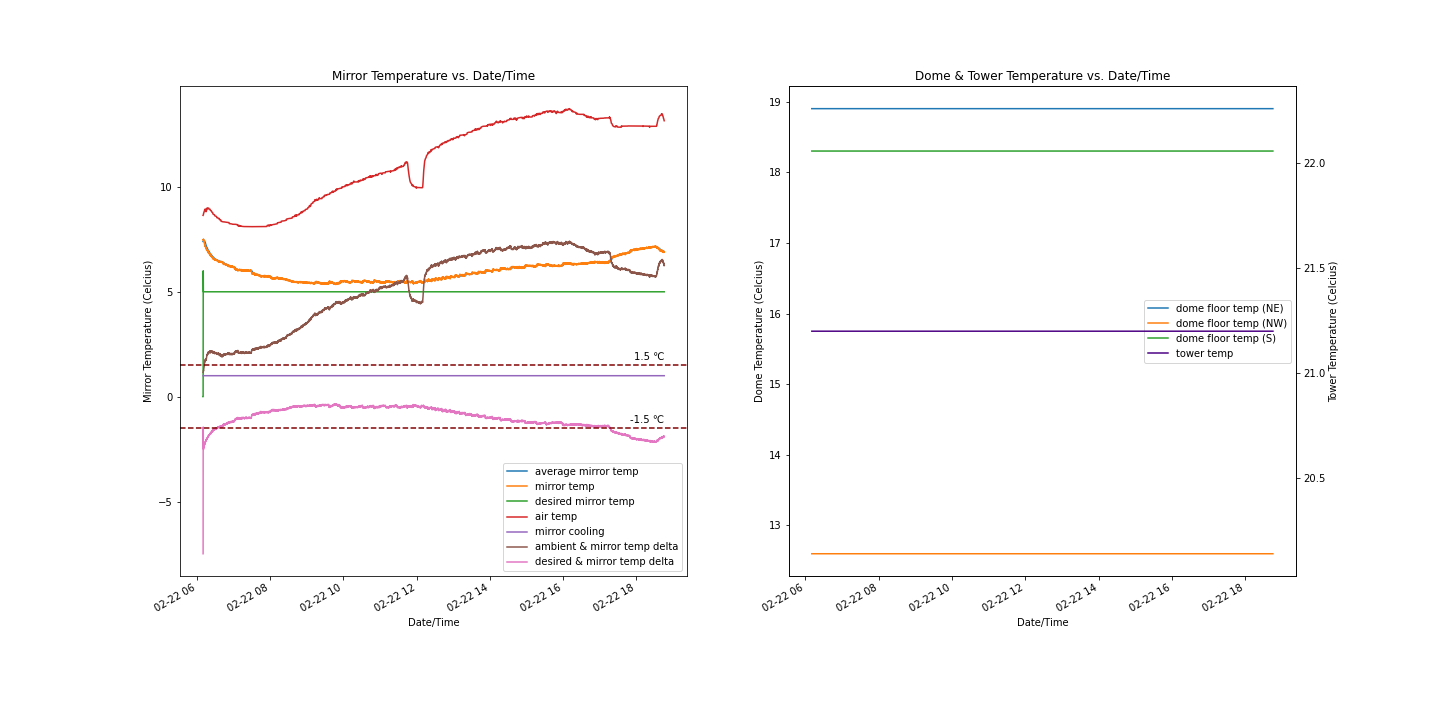 Mirror Temperature vs. Date/Time
Mirror Temperature (Celcius)
10
5
0
−5
1.5 °C
-1.5 °C
average mirror temp
mirror temp
desired mirror temp
air temp
mirror cooling
ambient & mirror temp delta
desired & mirror temp delta
02-22 06
02-22 08
02-22 10
02-22 12
02-22 14
02-22 16
02-22 18
Date/Time
Dome & Tower Temperature vs. Date/Time
Dome Temperature (Celcius)
19
18
17
16
15
14
13
dome floor temp (NE)
dome floor temp (NW)
dome floor temp (S)
tower temp
22.0
21.5
21.0
20.5
Tower Temperature (Celcius)
02-22 06
02-22 08
02-22 10
02-22 12
02-22 14
02-22 16
02-22 18
Date/Time